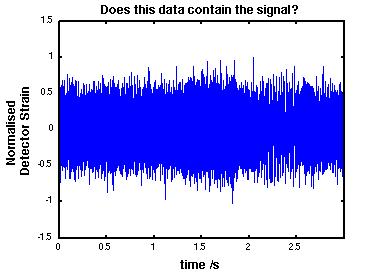 Does this data contain the signal?
1.5
1
0.5
0
-0.5
-1
-1.5
Normalised
Detector Strain
0 0.5 1 1.5 2 2.5
time /s